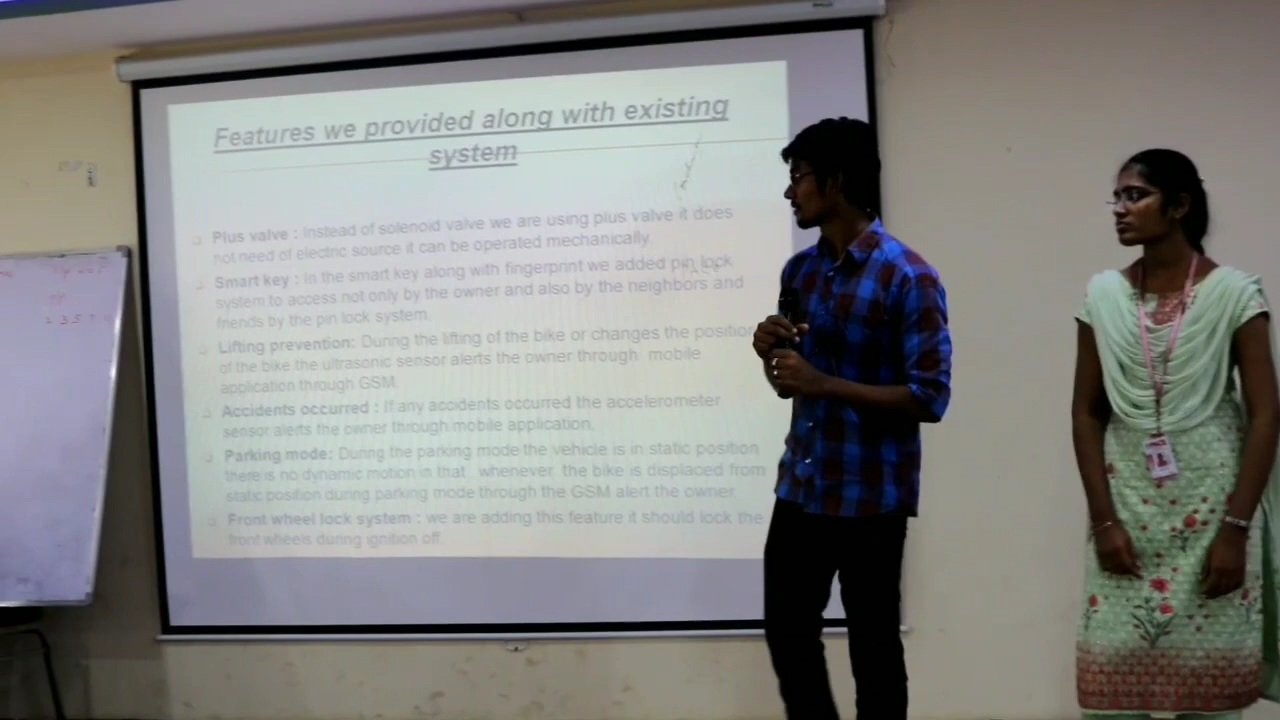 Features we provided along with existing
system
Plus valve : Instead of solenoid valve we are using plus valve it does
not need of electric source it can be operated mechanically.
Smart key : In the smart key along with fingerprint we added pin lock
system to access not only by the owner and also by the neighbors and
friends by the pin lock system.
Lifting prevention: During the lifting of the bike or changes the position
of the bike the ultrasonic sensor alerts the owner through mobile
application through GSM.
Accidents occurred : If any accidents occurred the accelerometer
sensor alerts the owner through mobile application.
Parking mode: During the parking mode the vehicle is in static position
there is no dynamic motion in that whenever the bike is displaced from
static position during parking mode through the GSM alert the owner.
Front wheel lock system : we are adding this feature it should lock the
front wheels during ignition off.